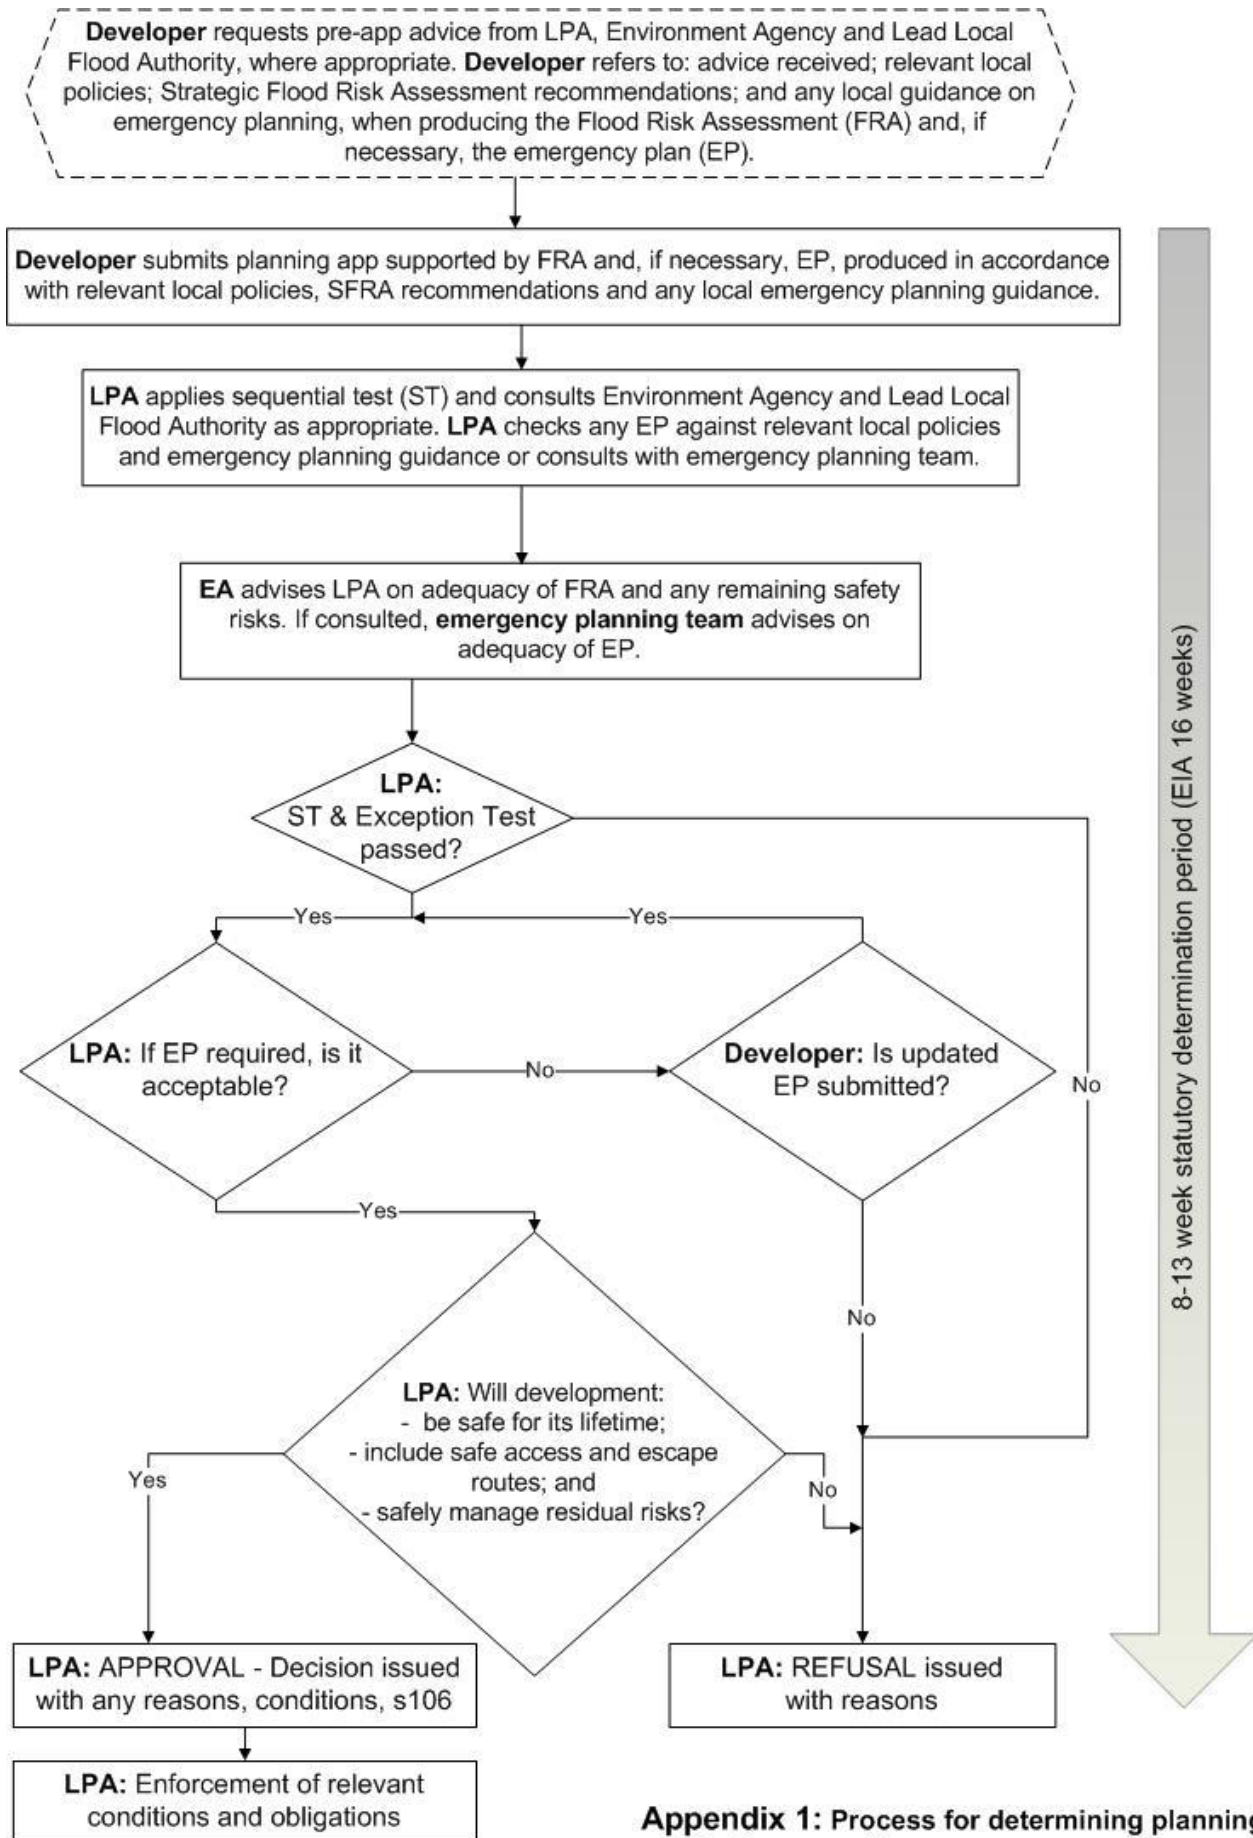 Developer requests pre-app advice from LPA, Environment Agency and Lead Local
Flood Authority, where appropriate. Developer refers to: advice received; relevant local
policies; Strategic Flood Risk Assessment recommendations; and any local guidance on
emergency planning, when producing the Flood Risk Assessment (FRA) and, if
necessary, the emergency plan (EP).
Developer submits planning app supported by FRA and, if necessary, EP, produced in accordance
with relevant local policies, SFRA recommendations and any local emergency planning guidance.
LPA applies sequential test (ST) and consults Environment Agency and Lead Local
Flood Authority as appropriate. LPA checks any EP against relevant local policies
and emergency planning guidance or consults with emergency planning team.
EA advises LPA on adequacy of FRA and any remaining safety
risks. If consulted, emergency planning team advises on
adequacy of EP.
LPA:
ST & Exception Test
passed?
Yes
Yes
LPA: If EP required, is it
acceptable?
No
Developer: Is updated
EP submitted?
No
Yes
No
LPA: Will development:
- be safe for its lifetime;
- include safe access and escape
routes; and
- safely manage residual risks?
Yes
No
LPA: APPROVAL - Decision issued
with any reasons, conditions, s106
LPA: REFUSAL issued
with reasons
LPA: Enforcement of relevant
conditions and obligations
8-13 week statutory determination period (EIA 16 weeks)
Appendix 1: Process for determining planning